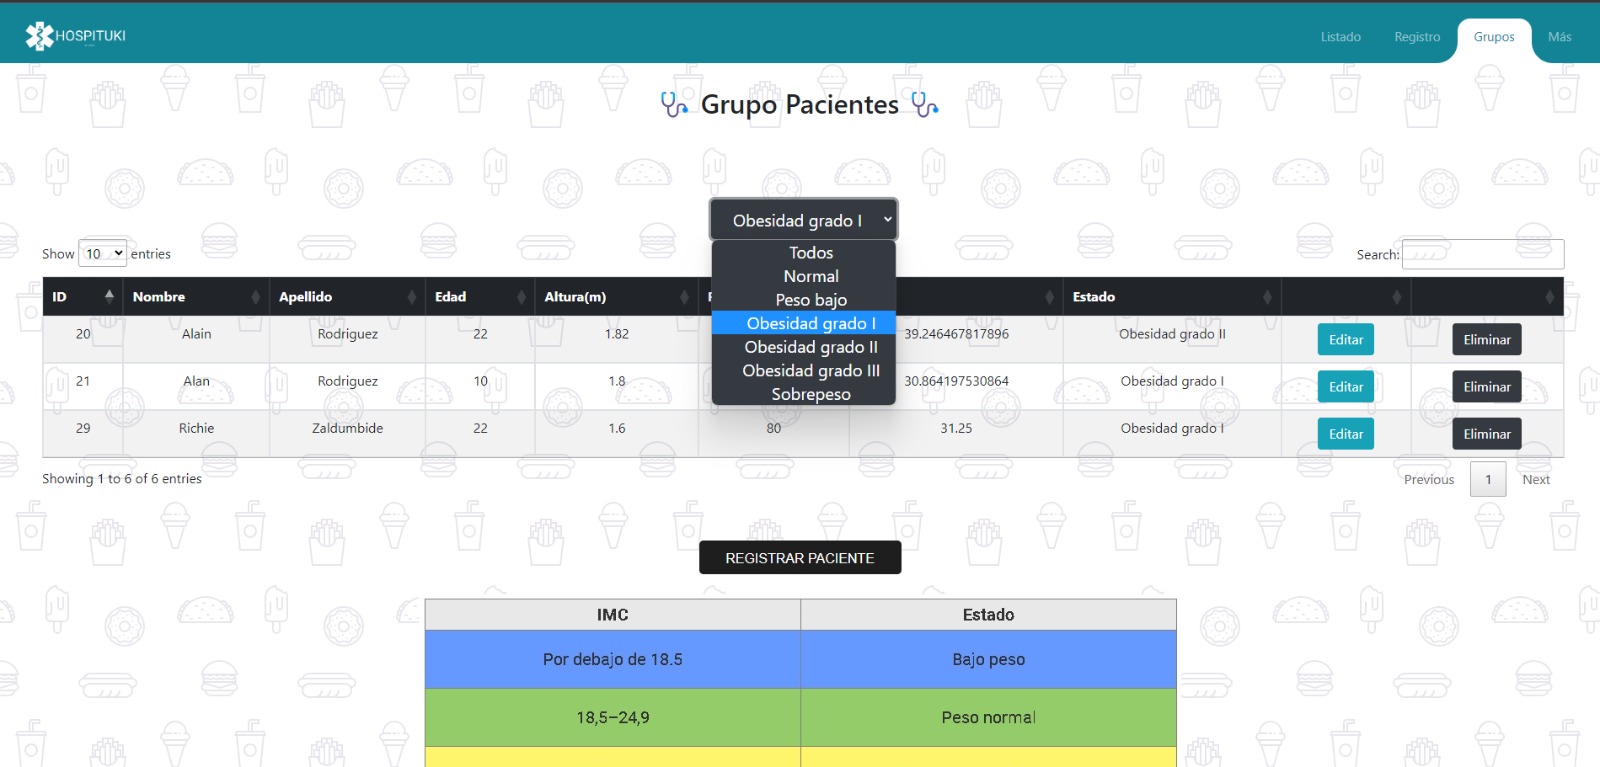 HOSPITUKI
Listado Registro Grupos Más
Grupo Pacientes
Obesidad grado I
Todos
Normal
Peso bajo
Obesidad grado I
Obesidad grado II
Obesidad grado III
Sobrepeso
Show 10 entries
Search:
ID Nombre Apellido Edad Altura(m) Estado
20 Alain Rodriguez 22 1.82 39.246467817896 Obesidad grado II Editar Eliminar
21 Alan Rodriguez 10 1.8 30.864197530864 Obesidad grado I Editar Eliminar
29 Richie Zaldumbide 22 1.6 80 31.25 Obesidad grado I Editar Eliminar
Showing 1 to 6 of 6 entries
Previous 1 Next
REGISTRAR PACIENTE
IMC Estado
Por debajo de 18.5 Bajo peso
18,5–24,9 Peso normal